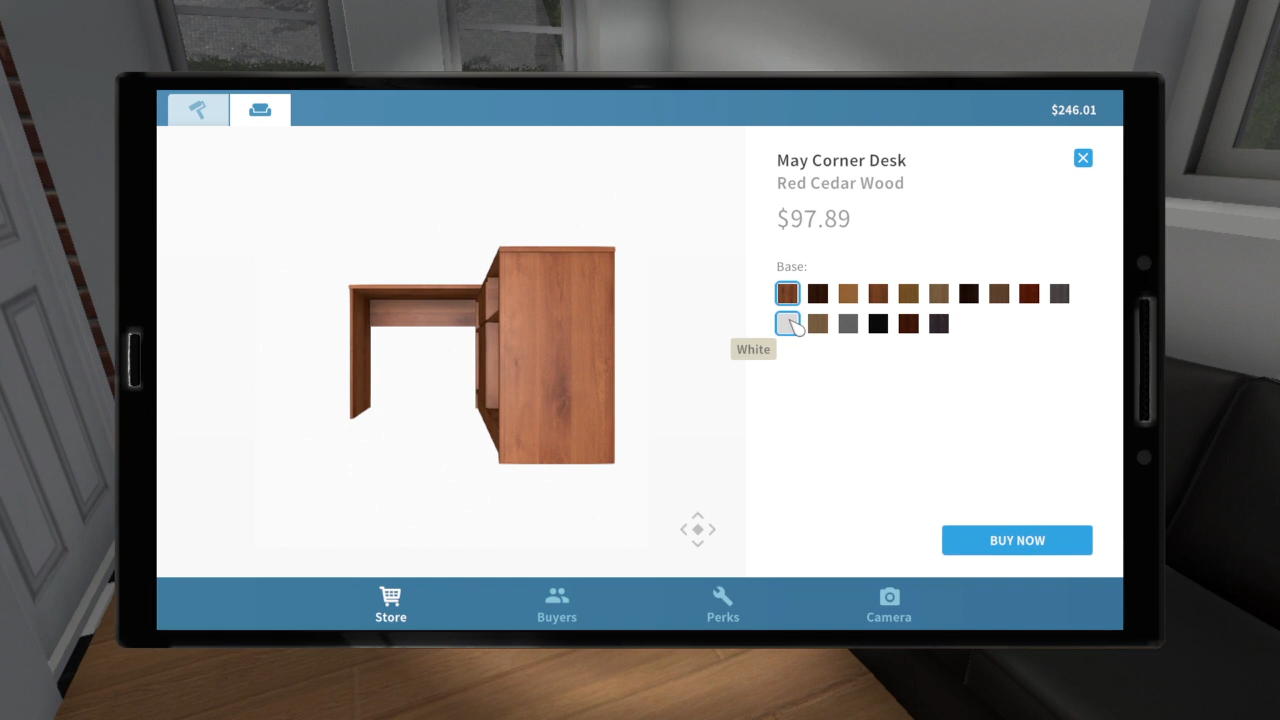 $246.01
May Corner Desk
Red Cedar Wood
$97.89
Base:
White
BUY NOW
Store
Buyers
Perks
Camera